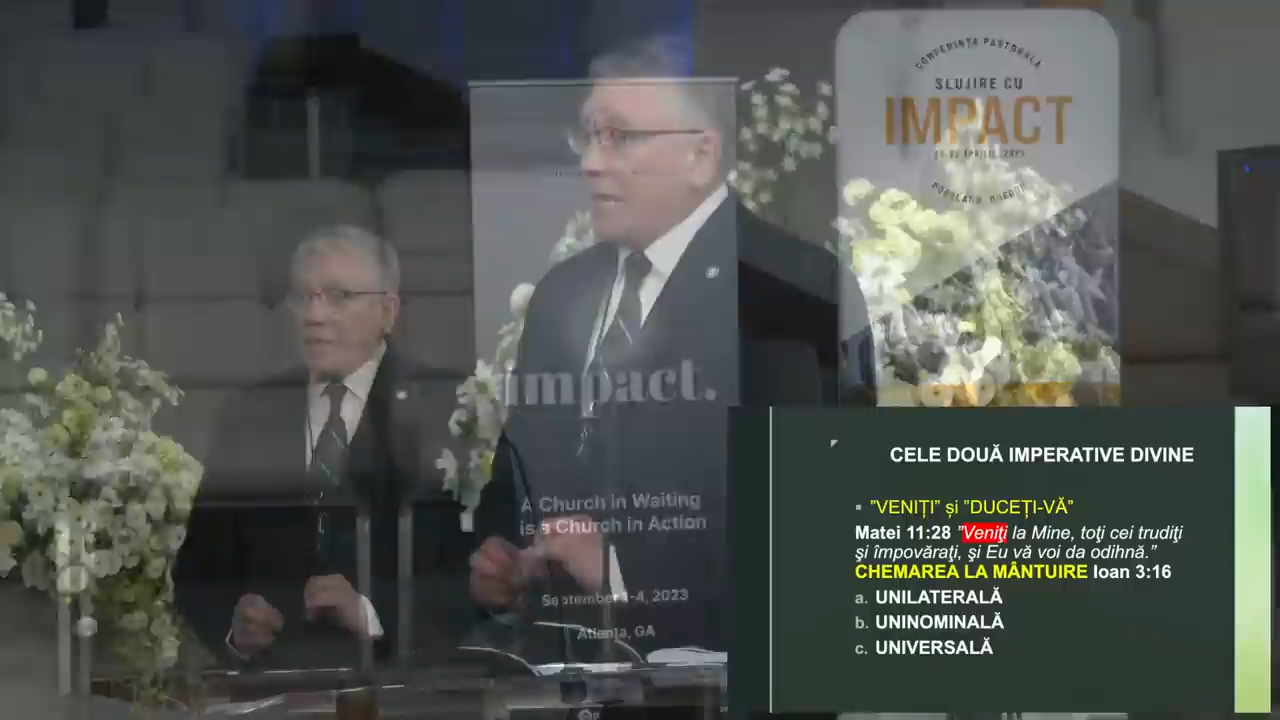 CONFERINȚA PASTORALĂ
SLUJIRE CU
IMPACT
impact.
A Church in Waiting
is a Church in Action
September 1-4, 2023
Atlanta, GA
CELE DOUĂ IMPERATIVE DIVINE
▪ ”VENIȚI” și ”DUCEȚI-VĂ”
Matei 11:28 ”Veniţi la Mine, toţi cei trudiţi
şi împovăraţi, şi Eu vă voi da odihnă.”
CHEMAREA LA MÂNTUIRE Ioan 3:16
a. UNILATERALĂ
b. UNINOMINALĂ
c. UNIVERSALĂ